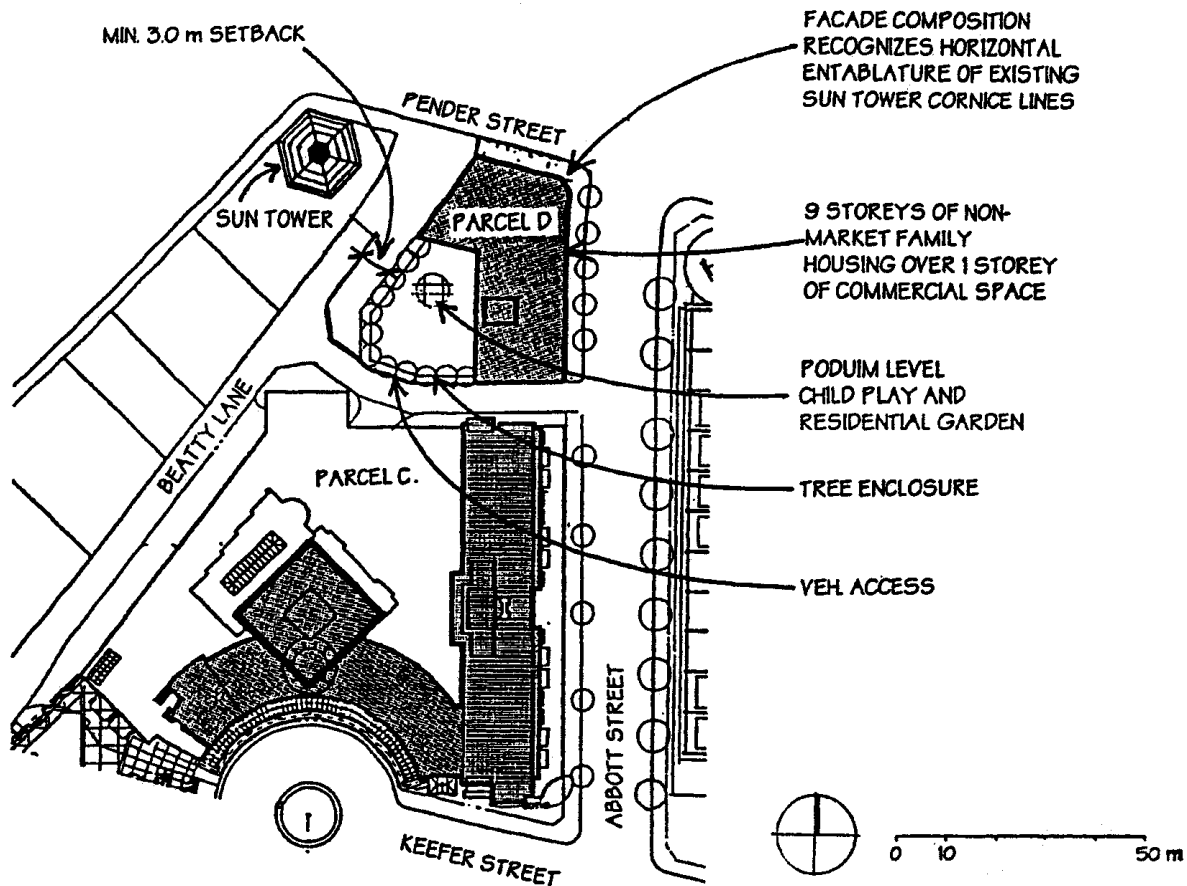 MIN. 3.0 m SETBACK
FACADE COMPOSITION
RECOGNIZES HORIZONTAL
ENTABLATURE OF EXISTING
SUN TOWER CORNICE LINES
PENDER STREET
SUN TOWER
PARCEL D
9 STOREYS OF NON-
MARKET FAMILY
HOUSING OVER 1 STOREY
OF COMMERCIAL SPACE
PODUIM LEVEL
CHILD PLAY AND
RESIDENTIAL GARDEN
BEATTY LANE
PARCEL C.
TREE ENCLOSURE
VEH. ACCESS
ABBOTT STREET
KEEFER STREET
0 10 50 m